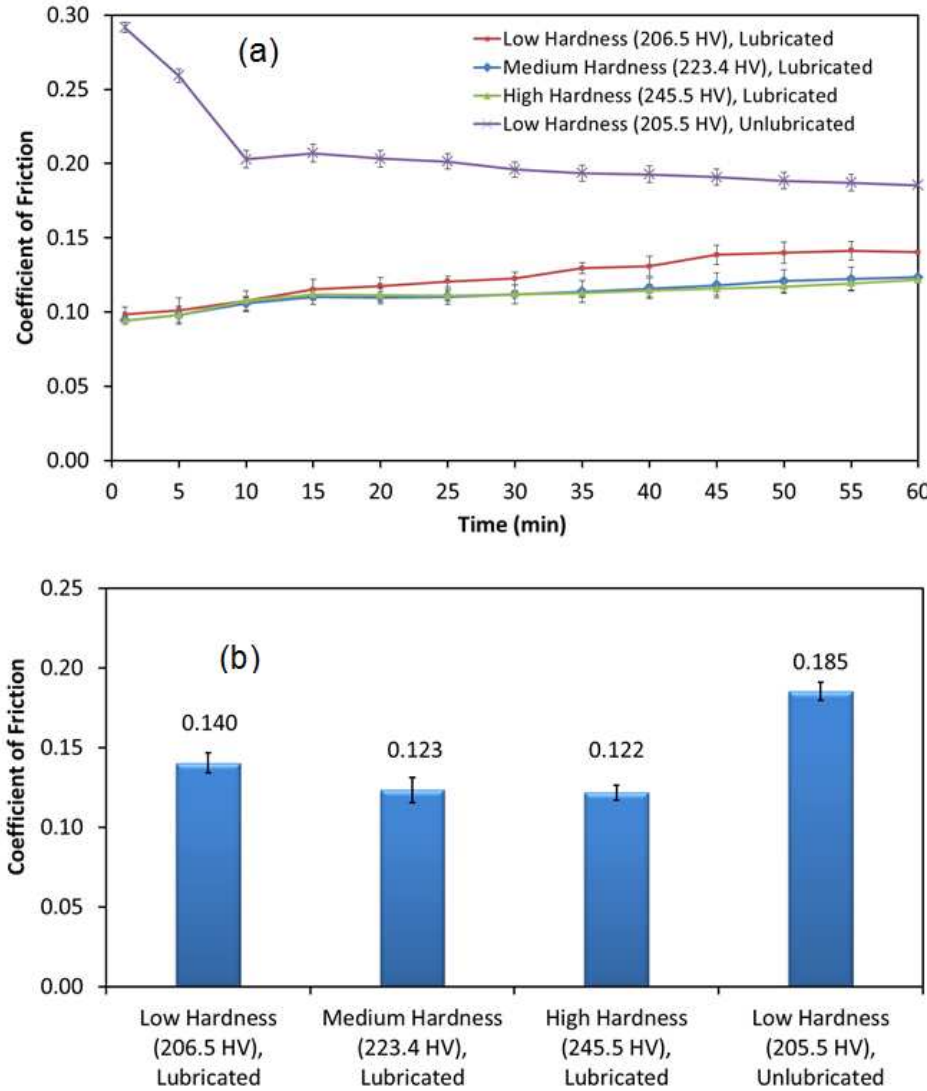 0.30
(a)
Low Hardness (206.5 HV), Lubricated
Medium Hardness (223.4 HV), Lubricated
High Hardness (245.5 HV), Lubricated
Low Hardness (205.5 HV), Unlubricated
0.25
0.20
0.15
0.10
0.05
0.00
Coefficient of Friction
0 5 10 15 20 25 30 35 40 45 50 55 60
Time (min)
0.25
(b)
0.20
0.15
0.10
0.05
0.00
Coefficient of Friction
0.140
0.123
0.122
0.185
Low Hardness
(206.5 HV),
Lubricated
Medium Hardness
(223.4 HV),
Lubricated
High Hardness
(245.5 HV),
Lubricated
Low Hardness
(205.5 HV),
Unlubricated